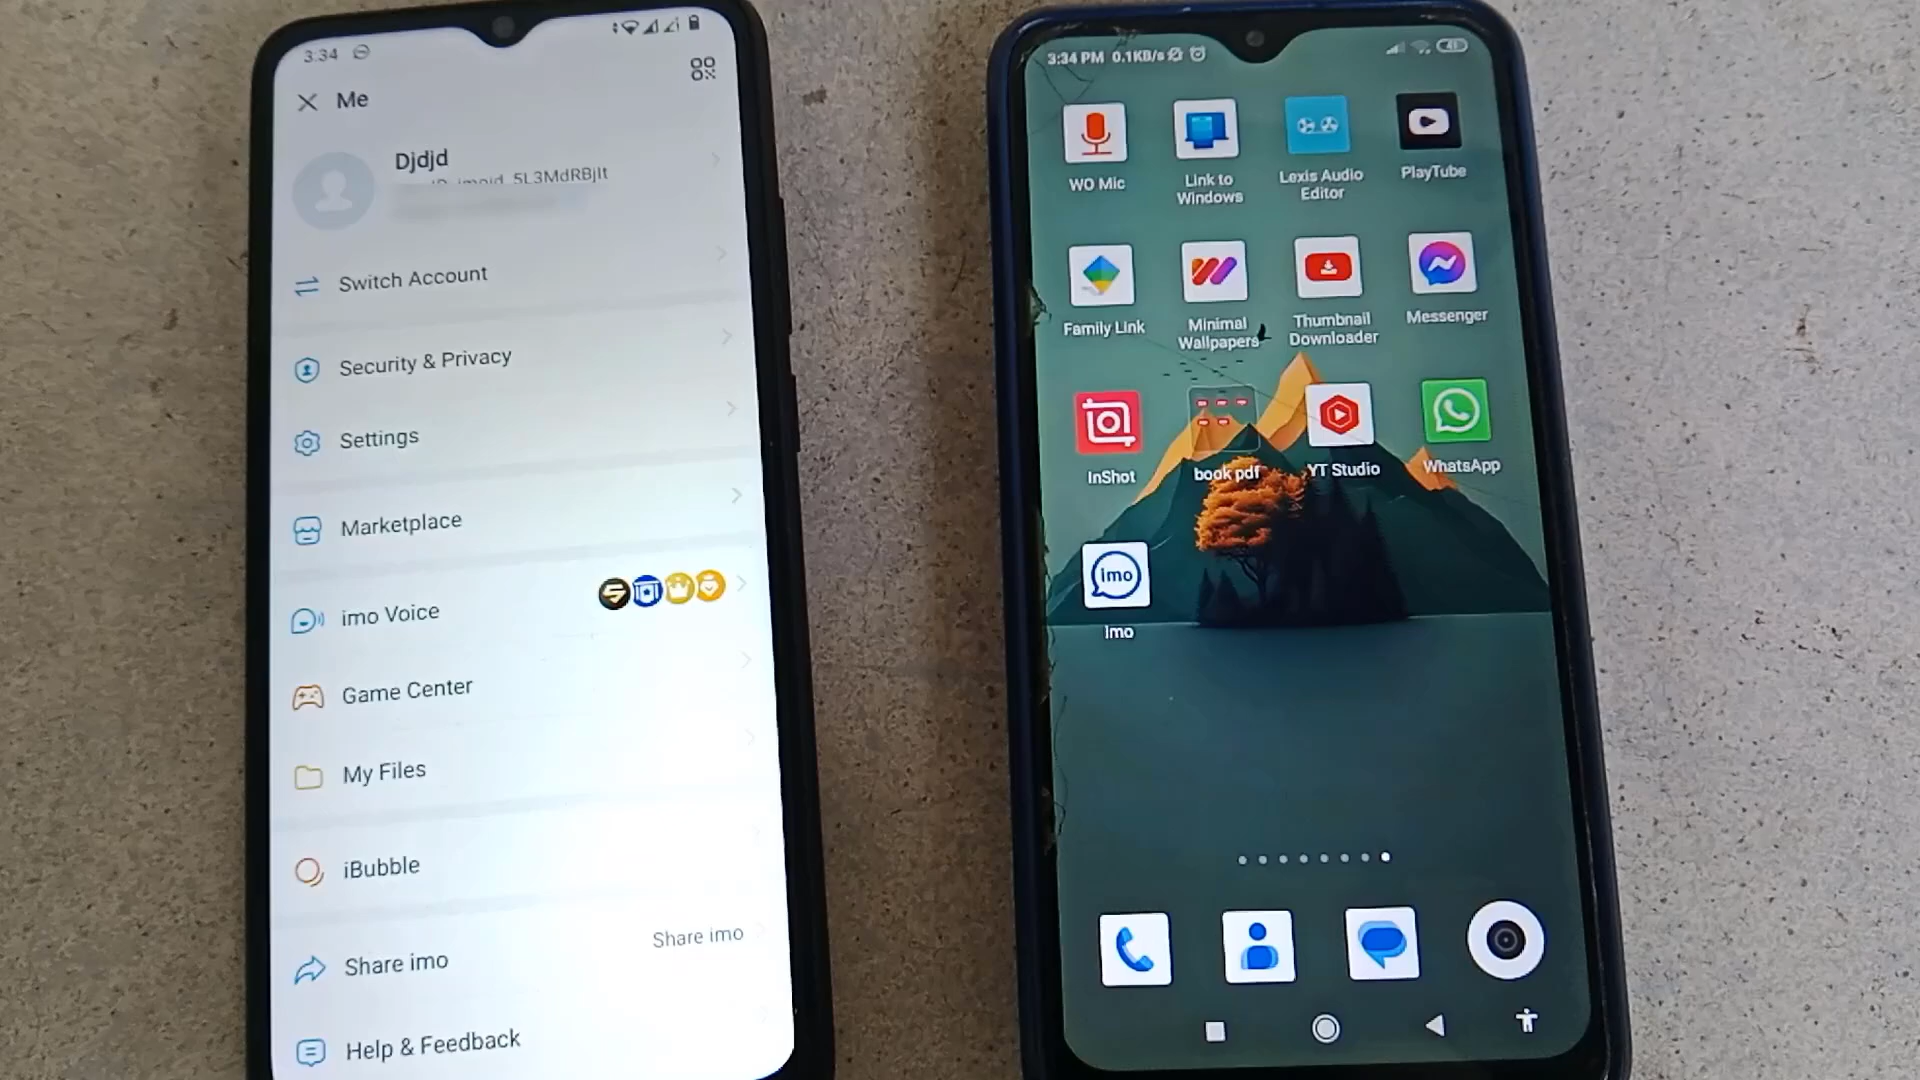 3:34
Me
Djdjd
5L3MdRBjIt
Switch Account
Security & Privacy
Settings
Marketplace
imo Voice
Game Center
My Files
iBubble
Share imo
Share imo
Help & Feedback
3:34 PM 0.1KB/s
41
WO Mic
Link to
Windows
Lexis Audio
Editor
PlayTube
Family Link
Minimal
Wallpapers
Thumbnail
Downloader
Messenger
InShot
book pdf
YT Studio
WhatsApp
imo
Imo